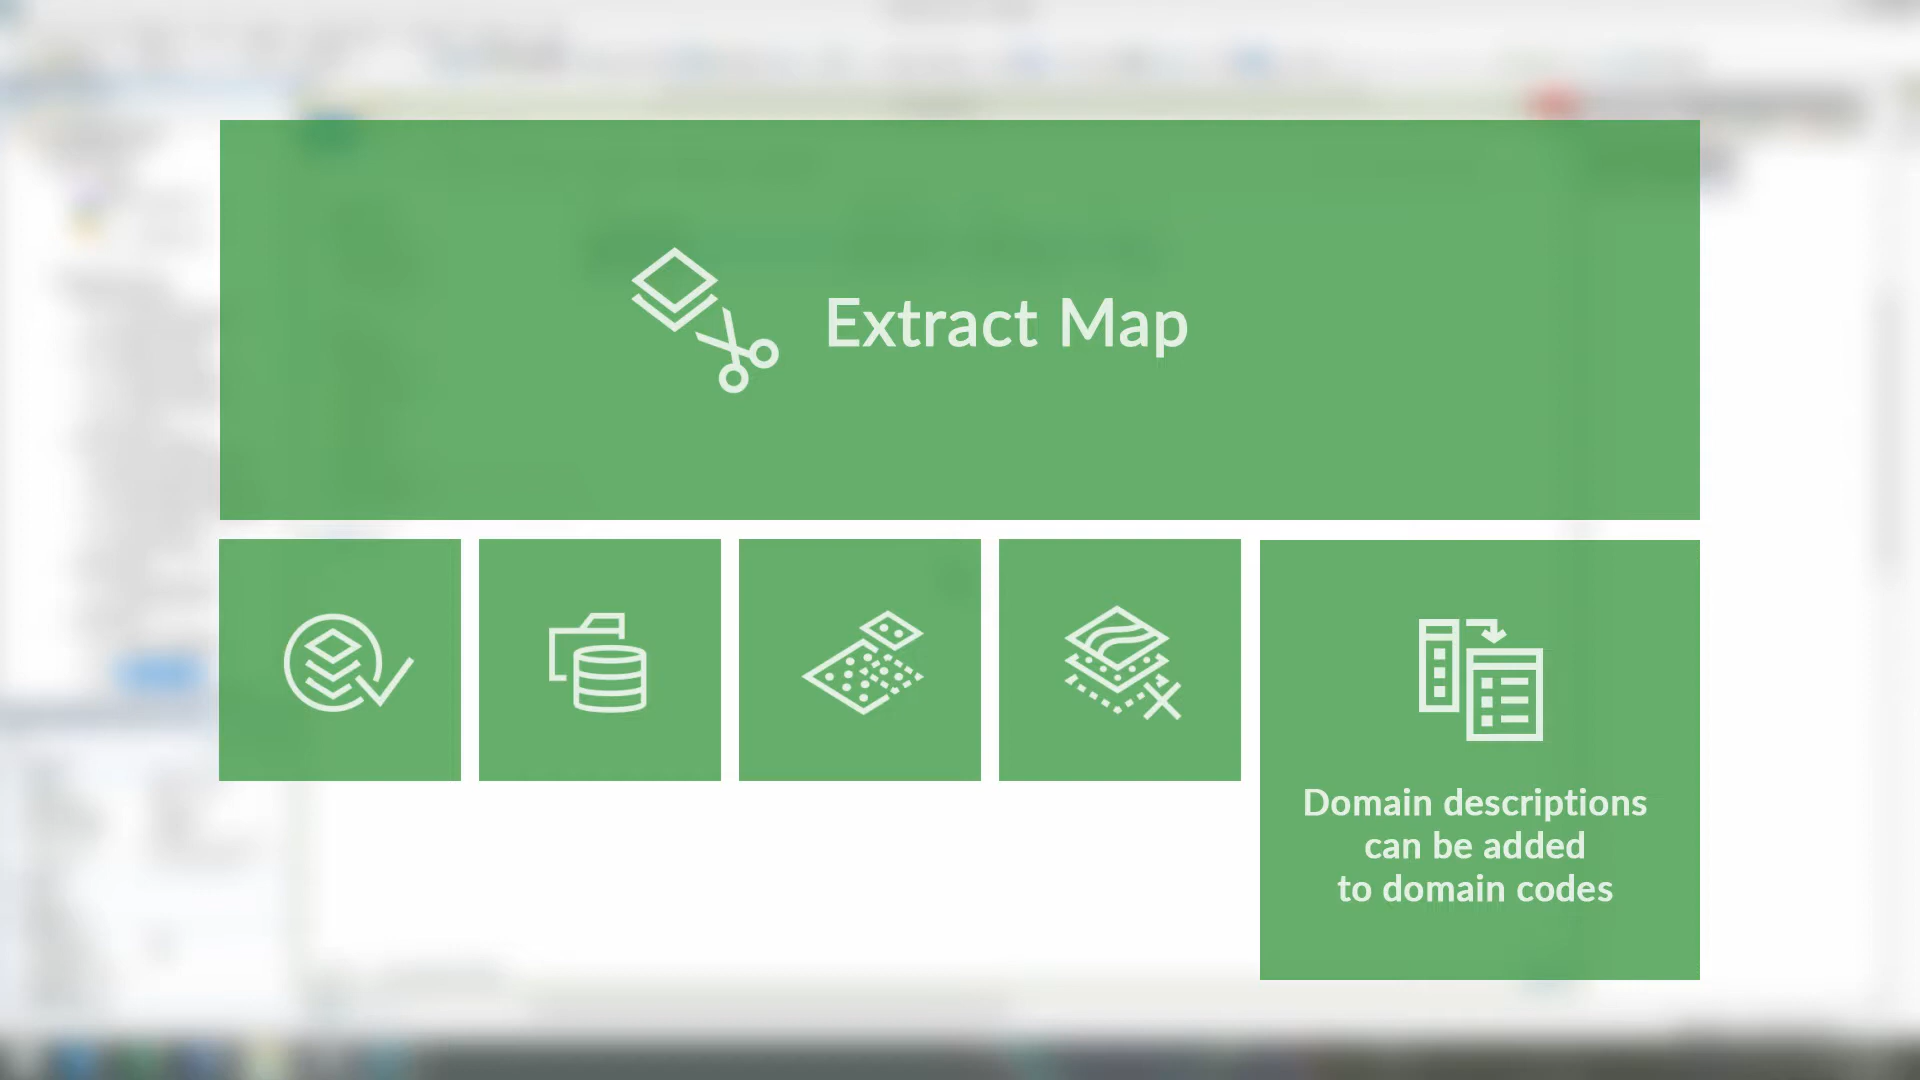 Extract Map
Domain descriptions
can be added
to domain codes